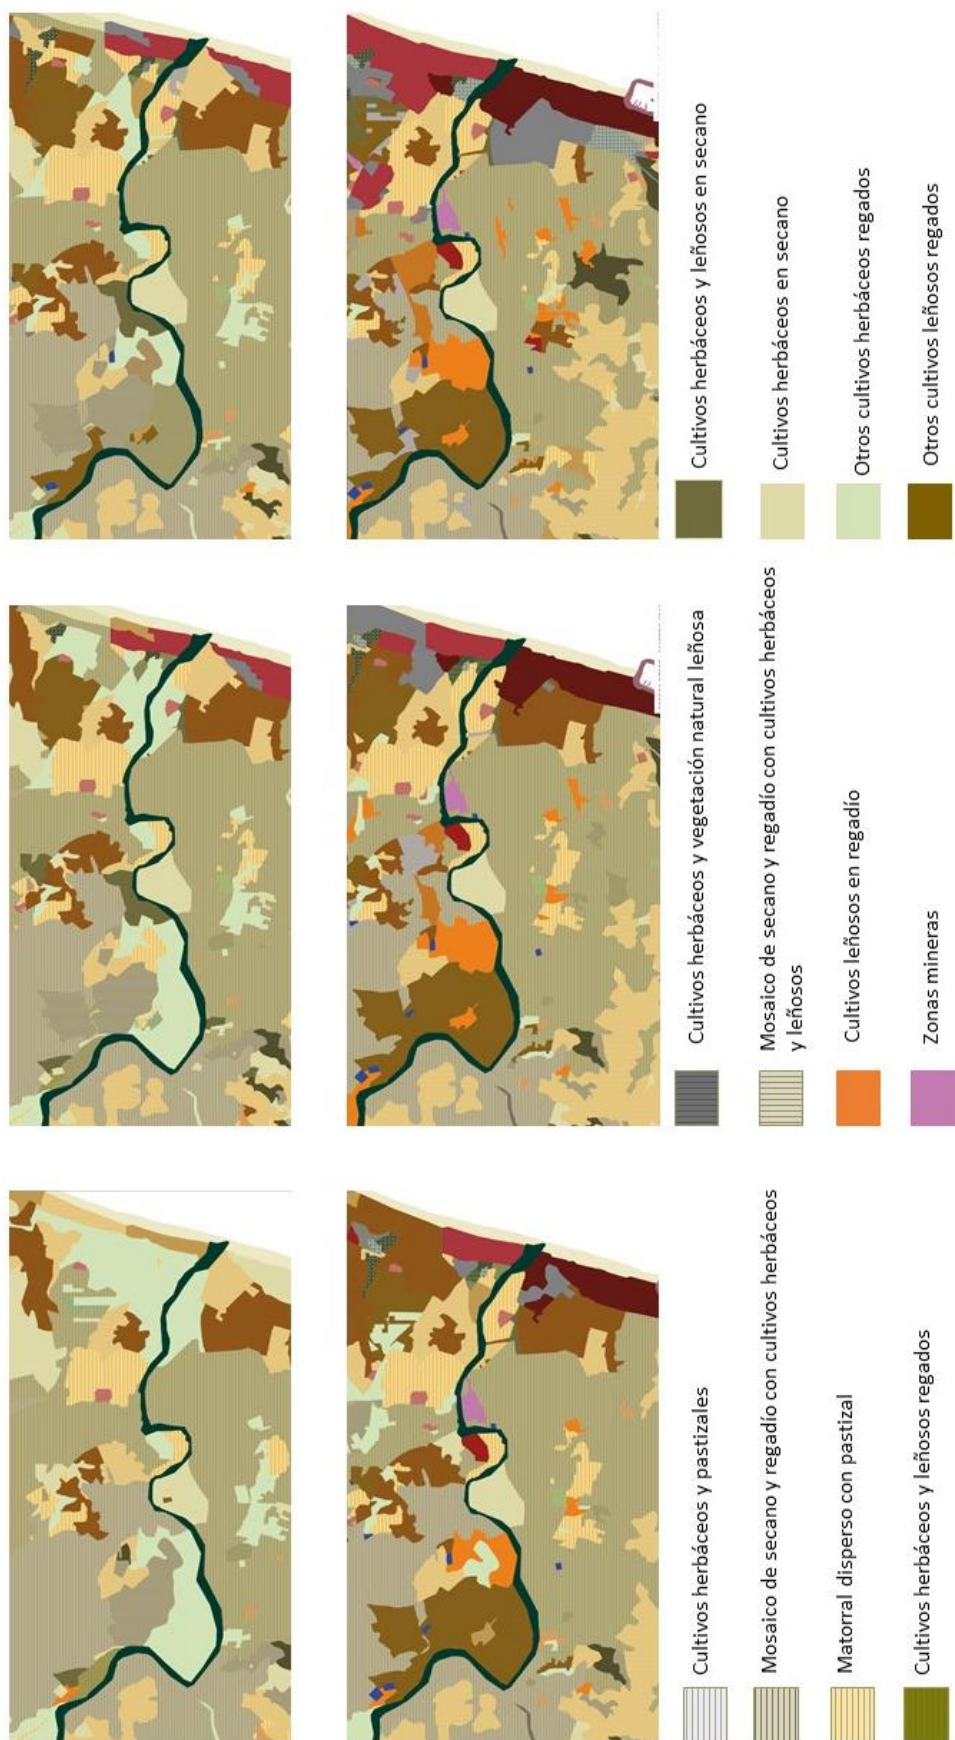 Cultivos herbáceos y pastizales
Cultivos herbáceos y vegetación natural leñosa
Cultivos herbáceos y leñosos en secano
Mosaico de secano y regadío con cultivos herbáceos
Mosaico de secano y regadío con cultivos herbáceos
y leñosos
Cultivos herbáceos en secano
Matorral disperso con pastizal
Cultivos leñosos en regadío
Otros cultivos herbáceos regados
Cultivos herbáceos y leñosos regados
Zonas mineras
Otros cultivos leñosos regados